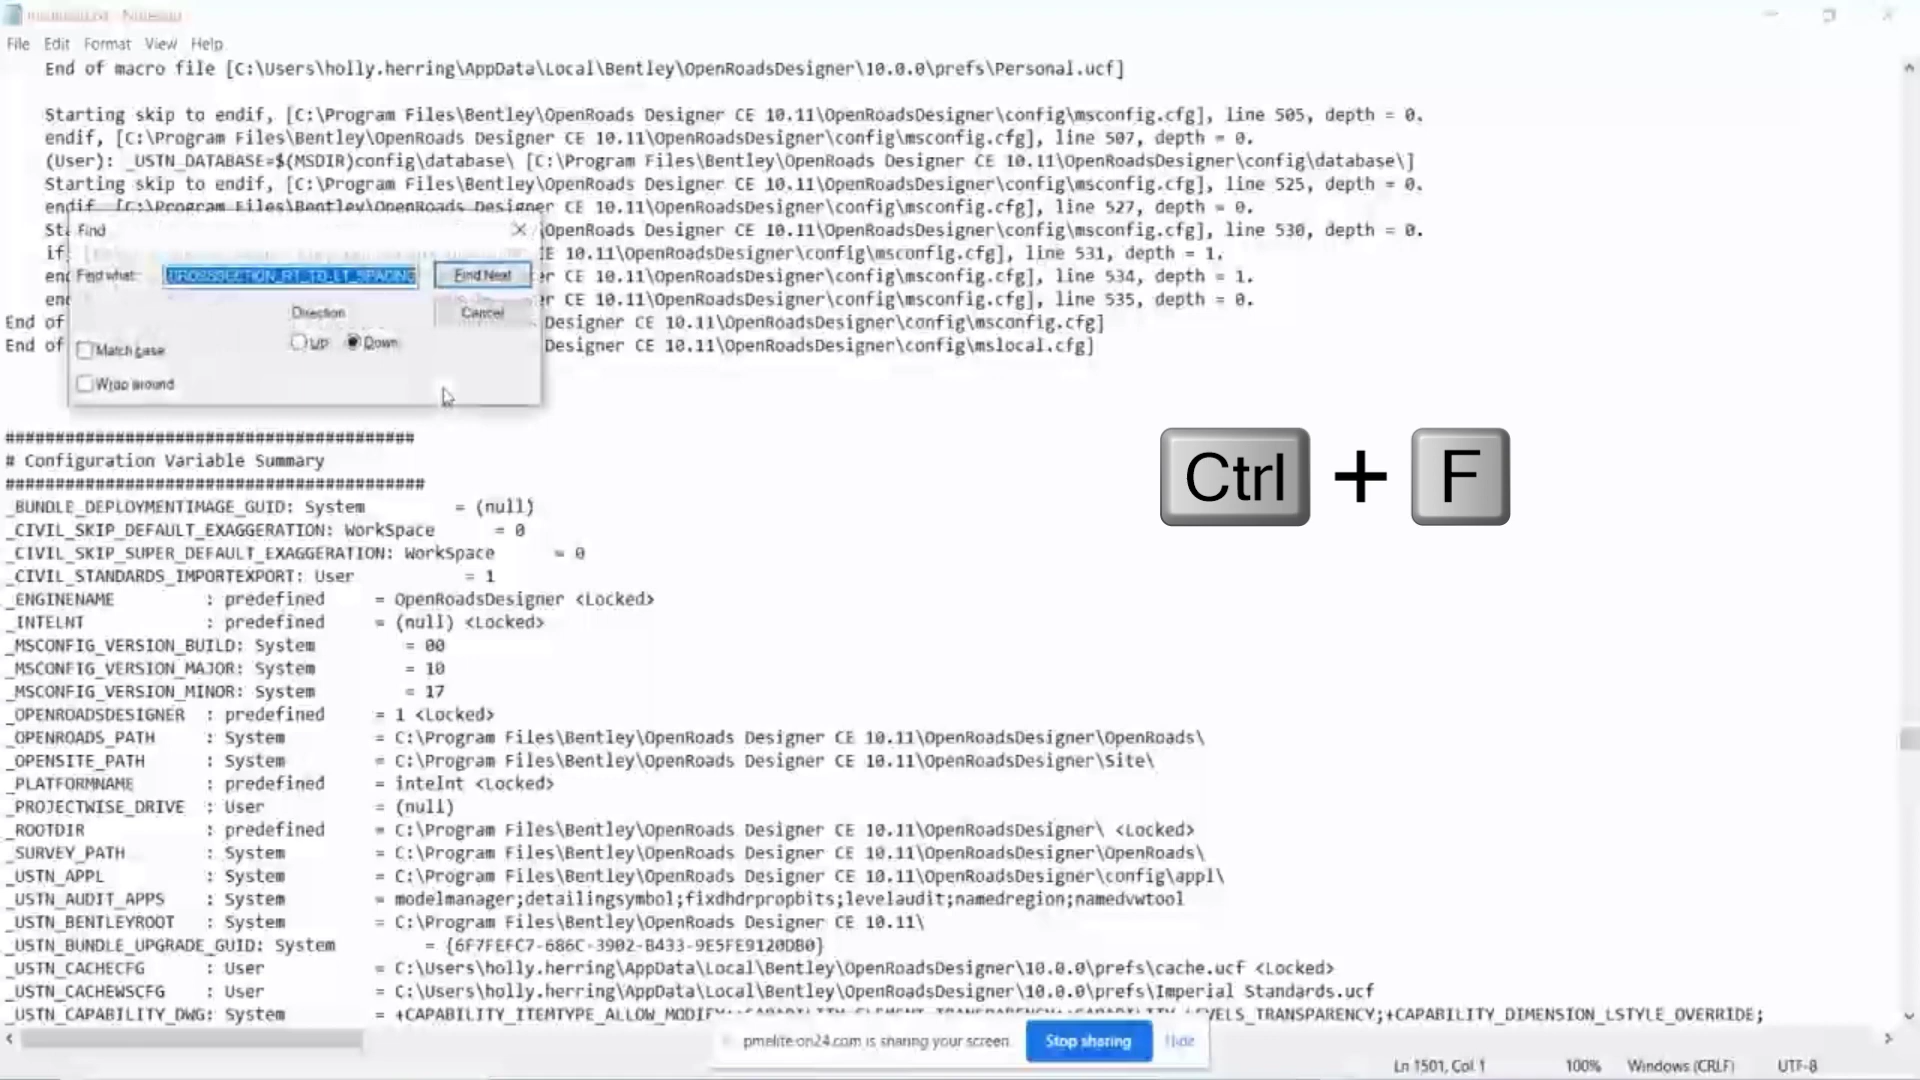 Notepad
File Edit Format View Help
End of macro file [C:\Users\holly.herring\AppData\Local\Bentley\OpenRoadsDesigner\10.0.0\prefs\Personal.ucf]
Starting skip to endif, [C:\Program Files\Bentley\OpenRoads Designer CE 10.11\OpenRoadsDesigner\config\msconfig.cfg], line 505, depth = 0.
endif, [C:\Program Files\Bentley\OpenRoads Designer CE 10.11\OpenRoadsDesigner\config\msconfig.cfg], line 507, depth = 0.
(User): _USTN_DATABASE=$(MSDIR)config\database\ [C:\Program Files\Bentley\OpenRoads Designer CE 10.11\OpenRoadsDesigner\config\database\]
Starting skip to endif, [C:\Program Files\Bentley\OpenRoads Designer CE 10.11\OpenRoadsDesigner\config\msconfig.cfg], line 525, depth = 0.
endif, [C:\Program Files\Bentley\OpenRoads Designer CE 10.11\OpenRoadsDesigner\config\msconfig.cfg], line 527, depth = 0.
OpenRoads Designer CE 10.11\OpenRoadsDesigner\config\msconfig.cfg], line 530, depth = 0.
if CE 10.11\OpenRoadsDesigner\config\msconfig.cfg], line 531, depth = 1.
r CE 10.11\OpenRoadsDesigner\config\msconfig.cfg], line 534, depth = 1.
r CE 10.11\OpenRoadsDesigner\config\msconfig.cfg], line 535, depth = 0.
End of Designer CE 10.11\OpenRoadsDesigner\config\msconfig.cfg]
End of Designer CE 10.11\OpenRoadsDesigner\config\mslocal.cfg]
Find
Find what: CROSSSECTION_RT_TO_LT_SPACING Find Next
Direction Cancel
Match case Up Down
Wrap around
Ctrl + F
#########################################
# Configuration Variable Summary
##########################################
_BUNDLE_DEPLOYMENTIMAGE_GUID: System = (null)
_CIVIL_SKIP_DEFAULT_EXAGGERATION: WorkSpace = 0
_CIVIL_SKIP_SUPER_DEFAULT_EXAGGERATION: WorkSpace = 0
_CIVIL_STANDARDS_IMPORTEXPORT: User = 1
_ENGINENAME : predefined = OpenRoadsDesigner <Locked>
_INTELNT : predefined = (null) <Locked>
_MSCONFIG_VERSION_BUILD: System = 00
_MSCONFIG_VERSION_MAJOR: System = 10
_MSCONFIG_VERSION_MINOR: System = 17
_OPENROADSDESIGNER : predefined = 1 <Locked>
_OPENROADS_PATH : System = C:\Program Files\Bentley\OpenRoads Designer CE 10.11\OpenRoadsDesigner\OpenRoads\
_OPENSITE_PATH : System = C:\Program Files\Bentley\OpenRoads Designer CE 10.11\OpenRoadsDesigner\Site\
_PLATFORMNAME : predefined = intelnt <Locked>
_PROJECTWISE_DRIVE : User = (null)
_ROOTDIR : predefined = C:\Program Files\Bentley\OpenRoads Designer CE 10.11\OpenRoadsDesigner\ <Locked>
_SURVEY_PATH : System = C:\Program Files\Bentley\OpenRoads Designer CE 10.11\OpenRoadsDesigner\OpenRoads\
_USTN_APPL : System = C:\Program Files\Bentley\OpenRoads Designer CE 10.11\OpenRoadsDesigner\config\appl\
_USTN_AUDIT_APPS : System = modelmanager;detailingsymbol;fixdhdrpropbits;levelaudit;namedregion;namedvwtool
_USTN_BENTLEYROOT : System = C:\Program Files\Bentley\OpenRoads Designer CE 10.11\
_USTN_BUNDLE_UPGRADE_GUID: System = {6F7FEFC7-686C-3902-B433-9E5FE9120DB0}
_USTN_CACHECFG : User = C:\Users\holly.herring\AppData\Local\Bentley\OpenRoadsDesigner\10.0.0\prefs\cache.ucf <Locked>
_USTN_CACHEWSCFG : User = C:\Users\holly.herring\AppData\Local\Bentley\OpenRoadsDesigner\10.0.0\prefs\Imperial Standards.ucf
_USTN_CAPABILITY_DWG: System = +CAPABILITY_ITEMTYPE_ALLOW_MODIFY;+CAPABILITY_ELEMENT_TRANSPARENCY;+CAPABILITY_LEVELS_TRANSPARENCY;+CAPABILITY_DIMENSION_LSTYLE_OVERRIDE;
pmelite.on24.com is sharing your screen. Stop sharing Hide
Ln 1501, Col 1 100% Windows (CRLF) UTF-8